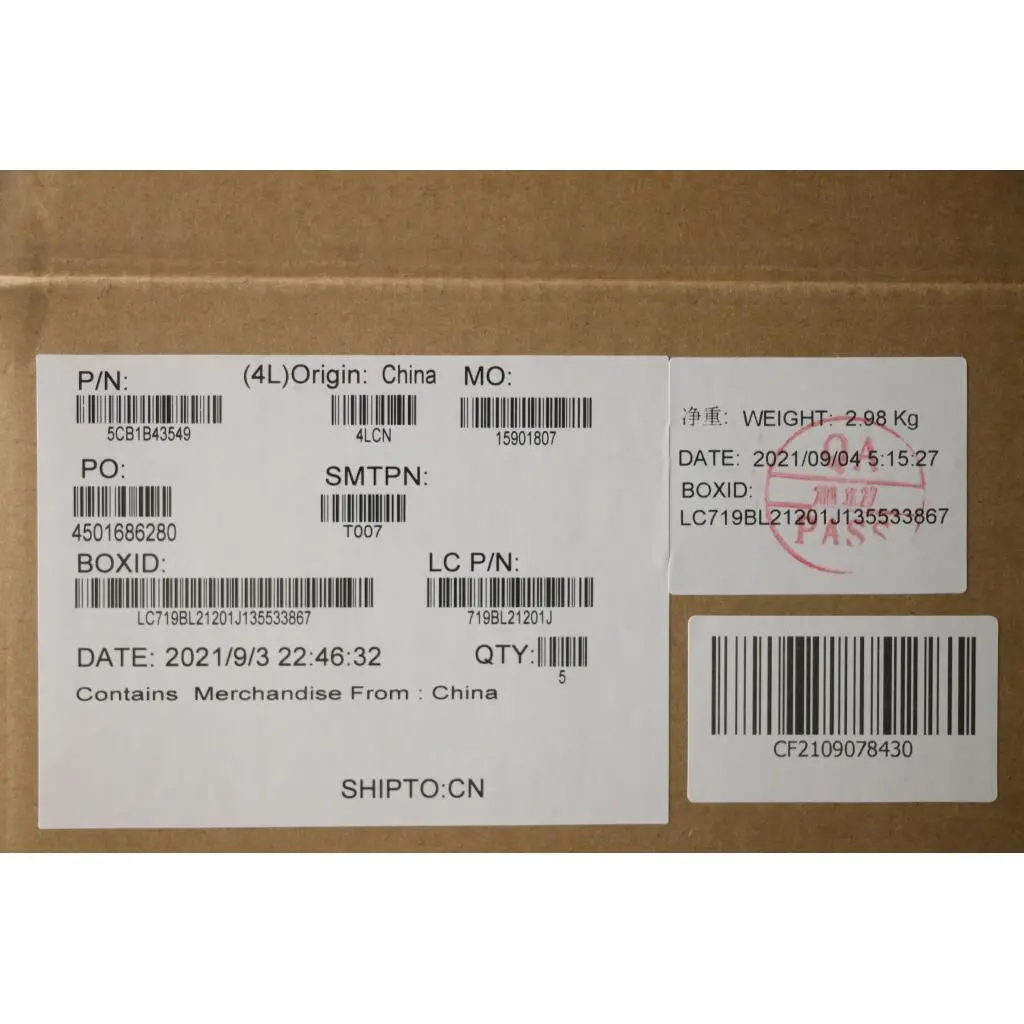 P/N: (4L)Origin: China MO:
5CB1B43549 4LCN 15901807
PO: SMTPN:
4501686280 T007
BOXID: LC P/N:
LC719BL21201J135533867 719BL21201J
DATE: 2021/9/3 22:46:32 QTY:
5
Contains Merchandise From : China
SHIPTO:CN
净重: WEIGHT: 2.98 Kg
DATE: 2021/09/04 5:15:27
BOXID:
LC719BL21201J135533867
QA
PASS
CF2109078430